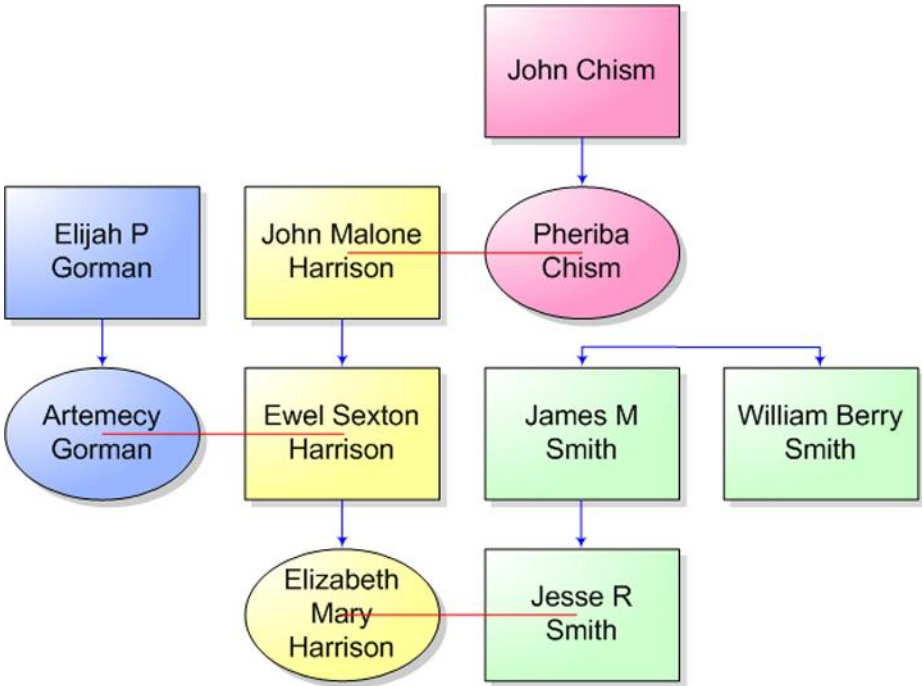 John Chism
Elijah P
Gorman
John Malone
Harrison
Pheriba
Chism
Artemecy
Gorman
Ewel Sexton
Harrison
James M
Smith
William Berry
Smith
Elizabeth
Mary
Harrison
Jesse R
Smith